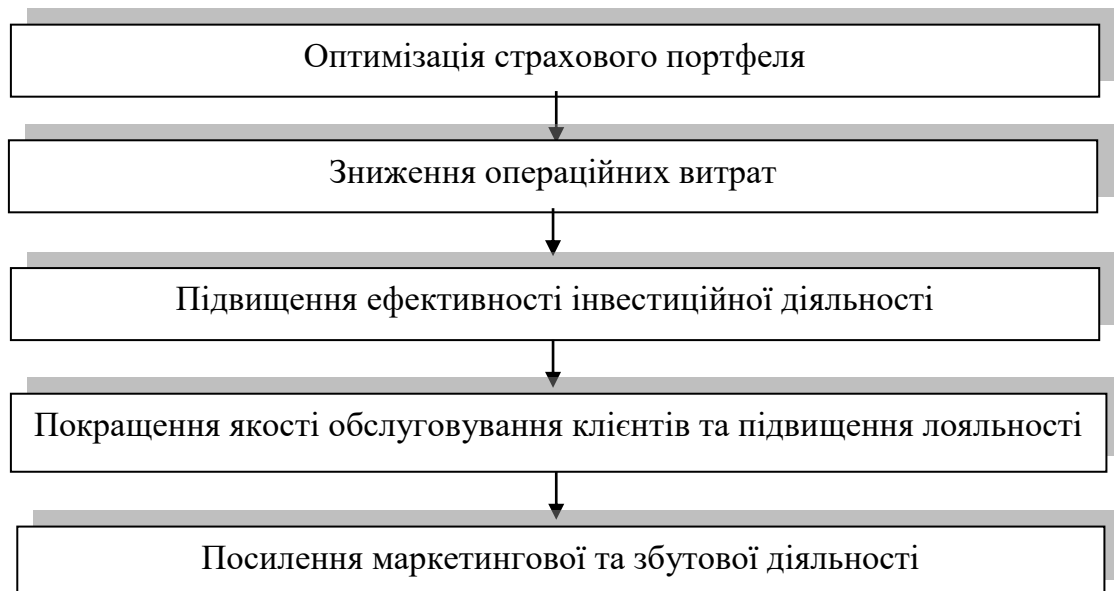 Оптимізація страхового портфеля
Зниження операційних витрат
Підвищення ефективності інвестиційної діяльності
Покращення якості обслуговування клієнтів та підвищення лояльності
Посилення маркетингової та збутової діяльності